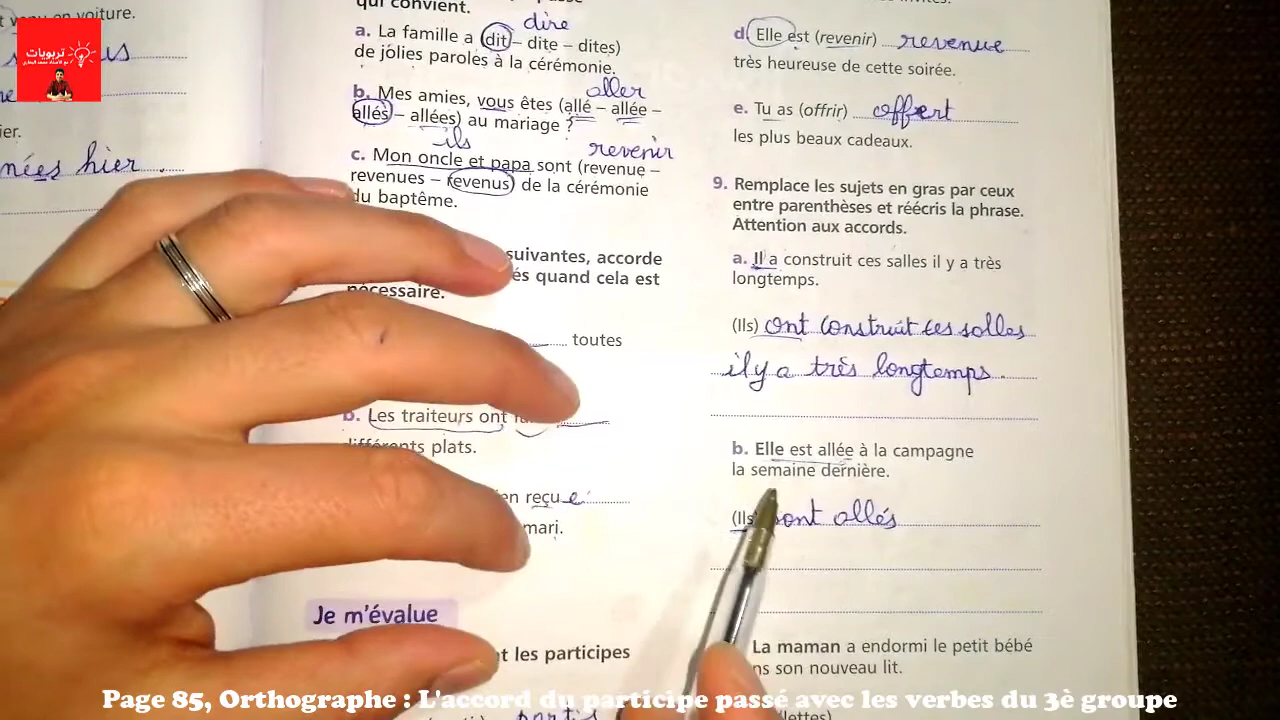 venu en voiture.
تربويات
nées hier.
qui convient.
dire
a. La famille a (dit – dite – dites)
de jolies paroles à la cérémonie.
aller
b. Mes amies, vous êtes (allé – allée –
allés – allées) au mariage ?
ils
revenir
c. Mon oncle et papa sont (revenue –
revenues – revenus) de la cérémonie
du baptême.
suivantes, accorde
és quand cela est
nécessaire.
toutes
b. Les traiteurs ont
différents plats.
en reçu e
mari.
Je m'évalue
t les participes
d. Elle est (revenir) revenue
très heureuse de cette soirée.
e. Tu as (offrir) offert
les plus beaux cadeaux.
9. Remplace les sujets en gras par ceux
entre parenthèses et réécris la phrase.
Attention aux accords.
a. Il a construit ces salles il y a très
longtemps.
(Ils) ont construit ces salles
il y a très longtemps.
b. Elle est allée à la campagne
la semaine dernière.
(Ils) sont allés
La maman a endormi le petit bébé
ns son nouveau lit.
Page 85, Orthographe : L'accord du participe passé avec les verbes du 3è groupe